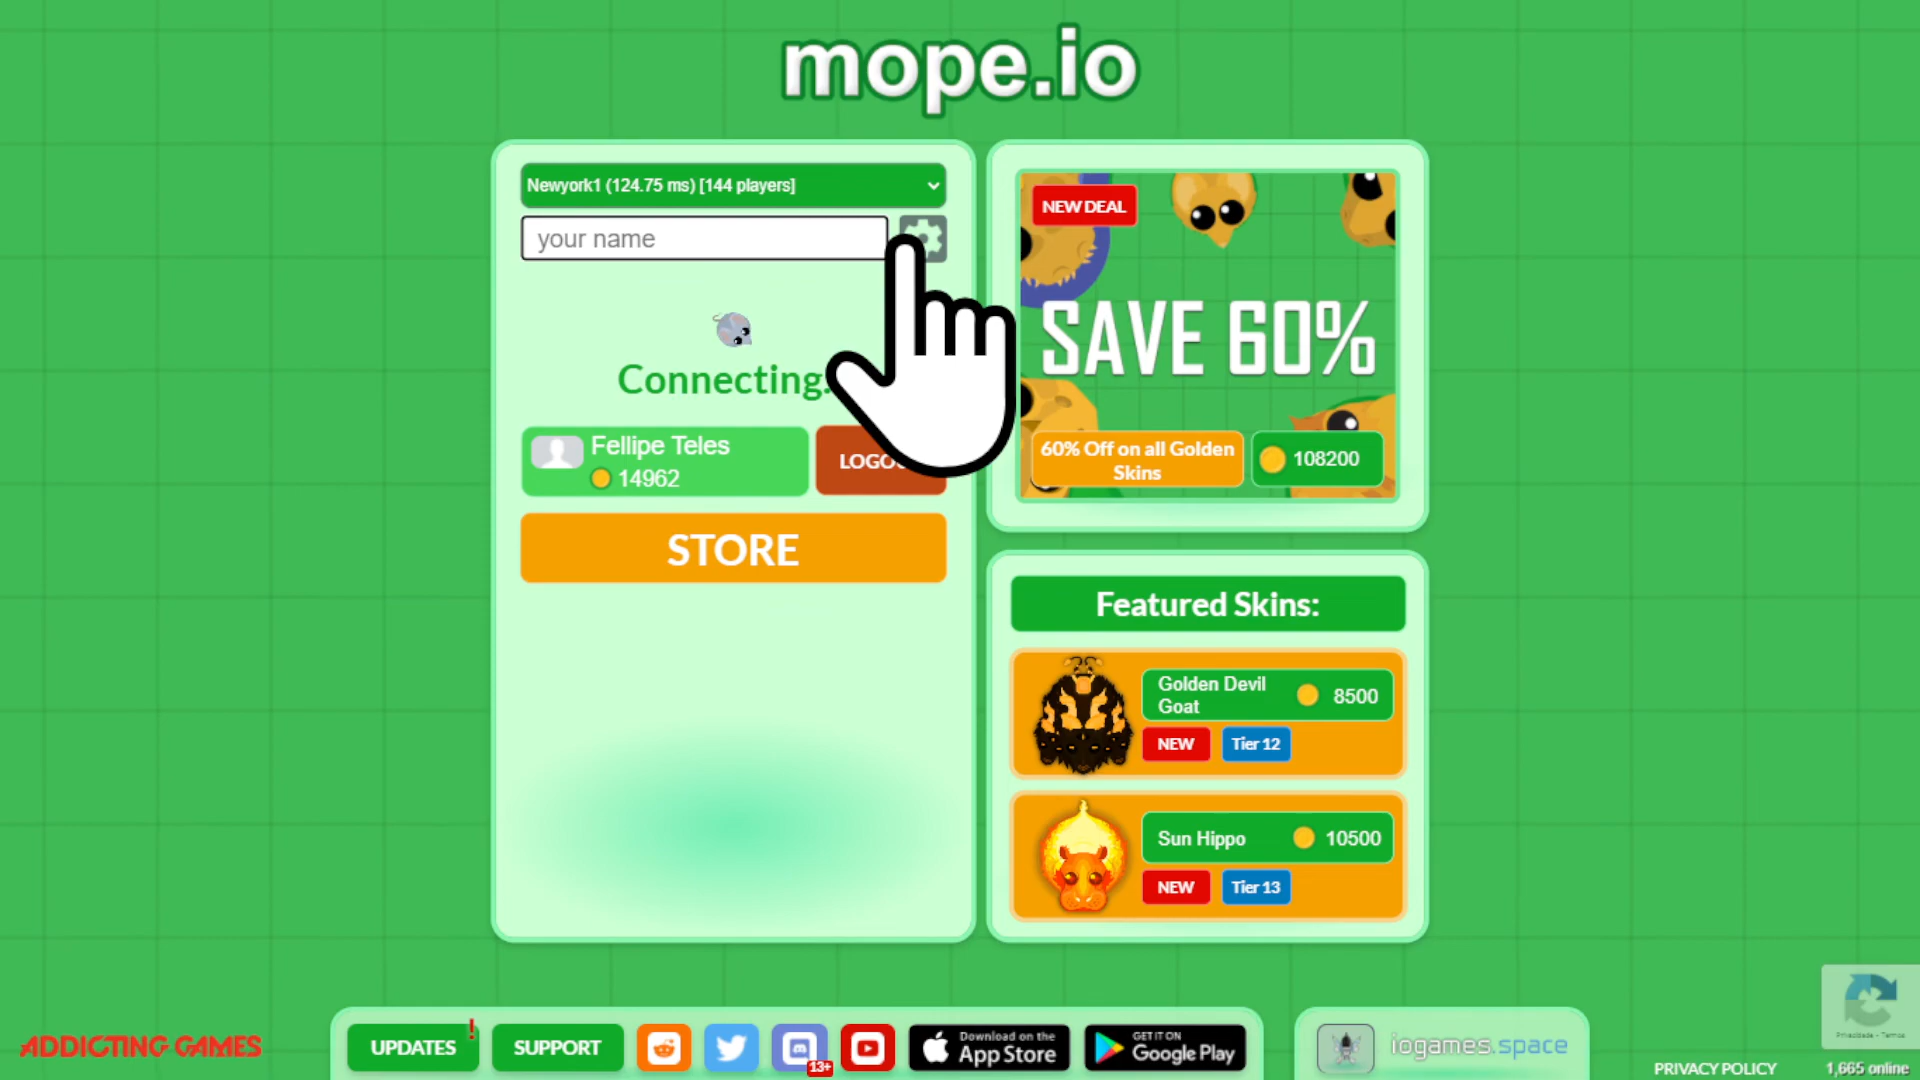 mope.io
Newyork1 (124.75 ms) [144 players]
your name
Connecting.
Fellipe Teles
14962
STORE
NEW DEAL
SAVE 60%
60% Off on all Golden
Skins
108200
Featured Skins:
Golden Devil
Goat
8500
NEW
Tier 12
Sun Hippo
10500
NEW
Tier 13
ADDICTING GAMES
UPDATES
!
SUPPORT
13+
Download on the
App Store
GET IT ON
Google Play
iogames.space
PRIVACY POLICY
Privacidade - Termos
1,665 online